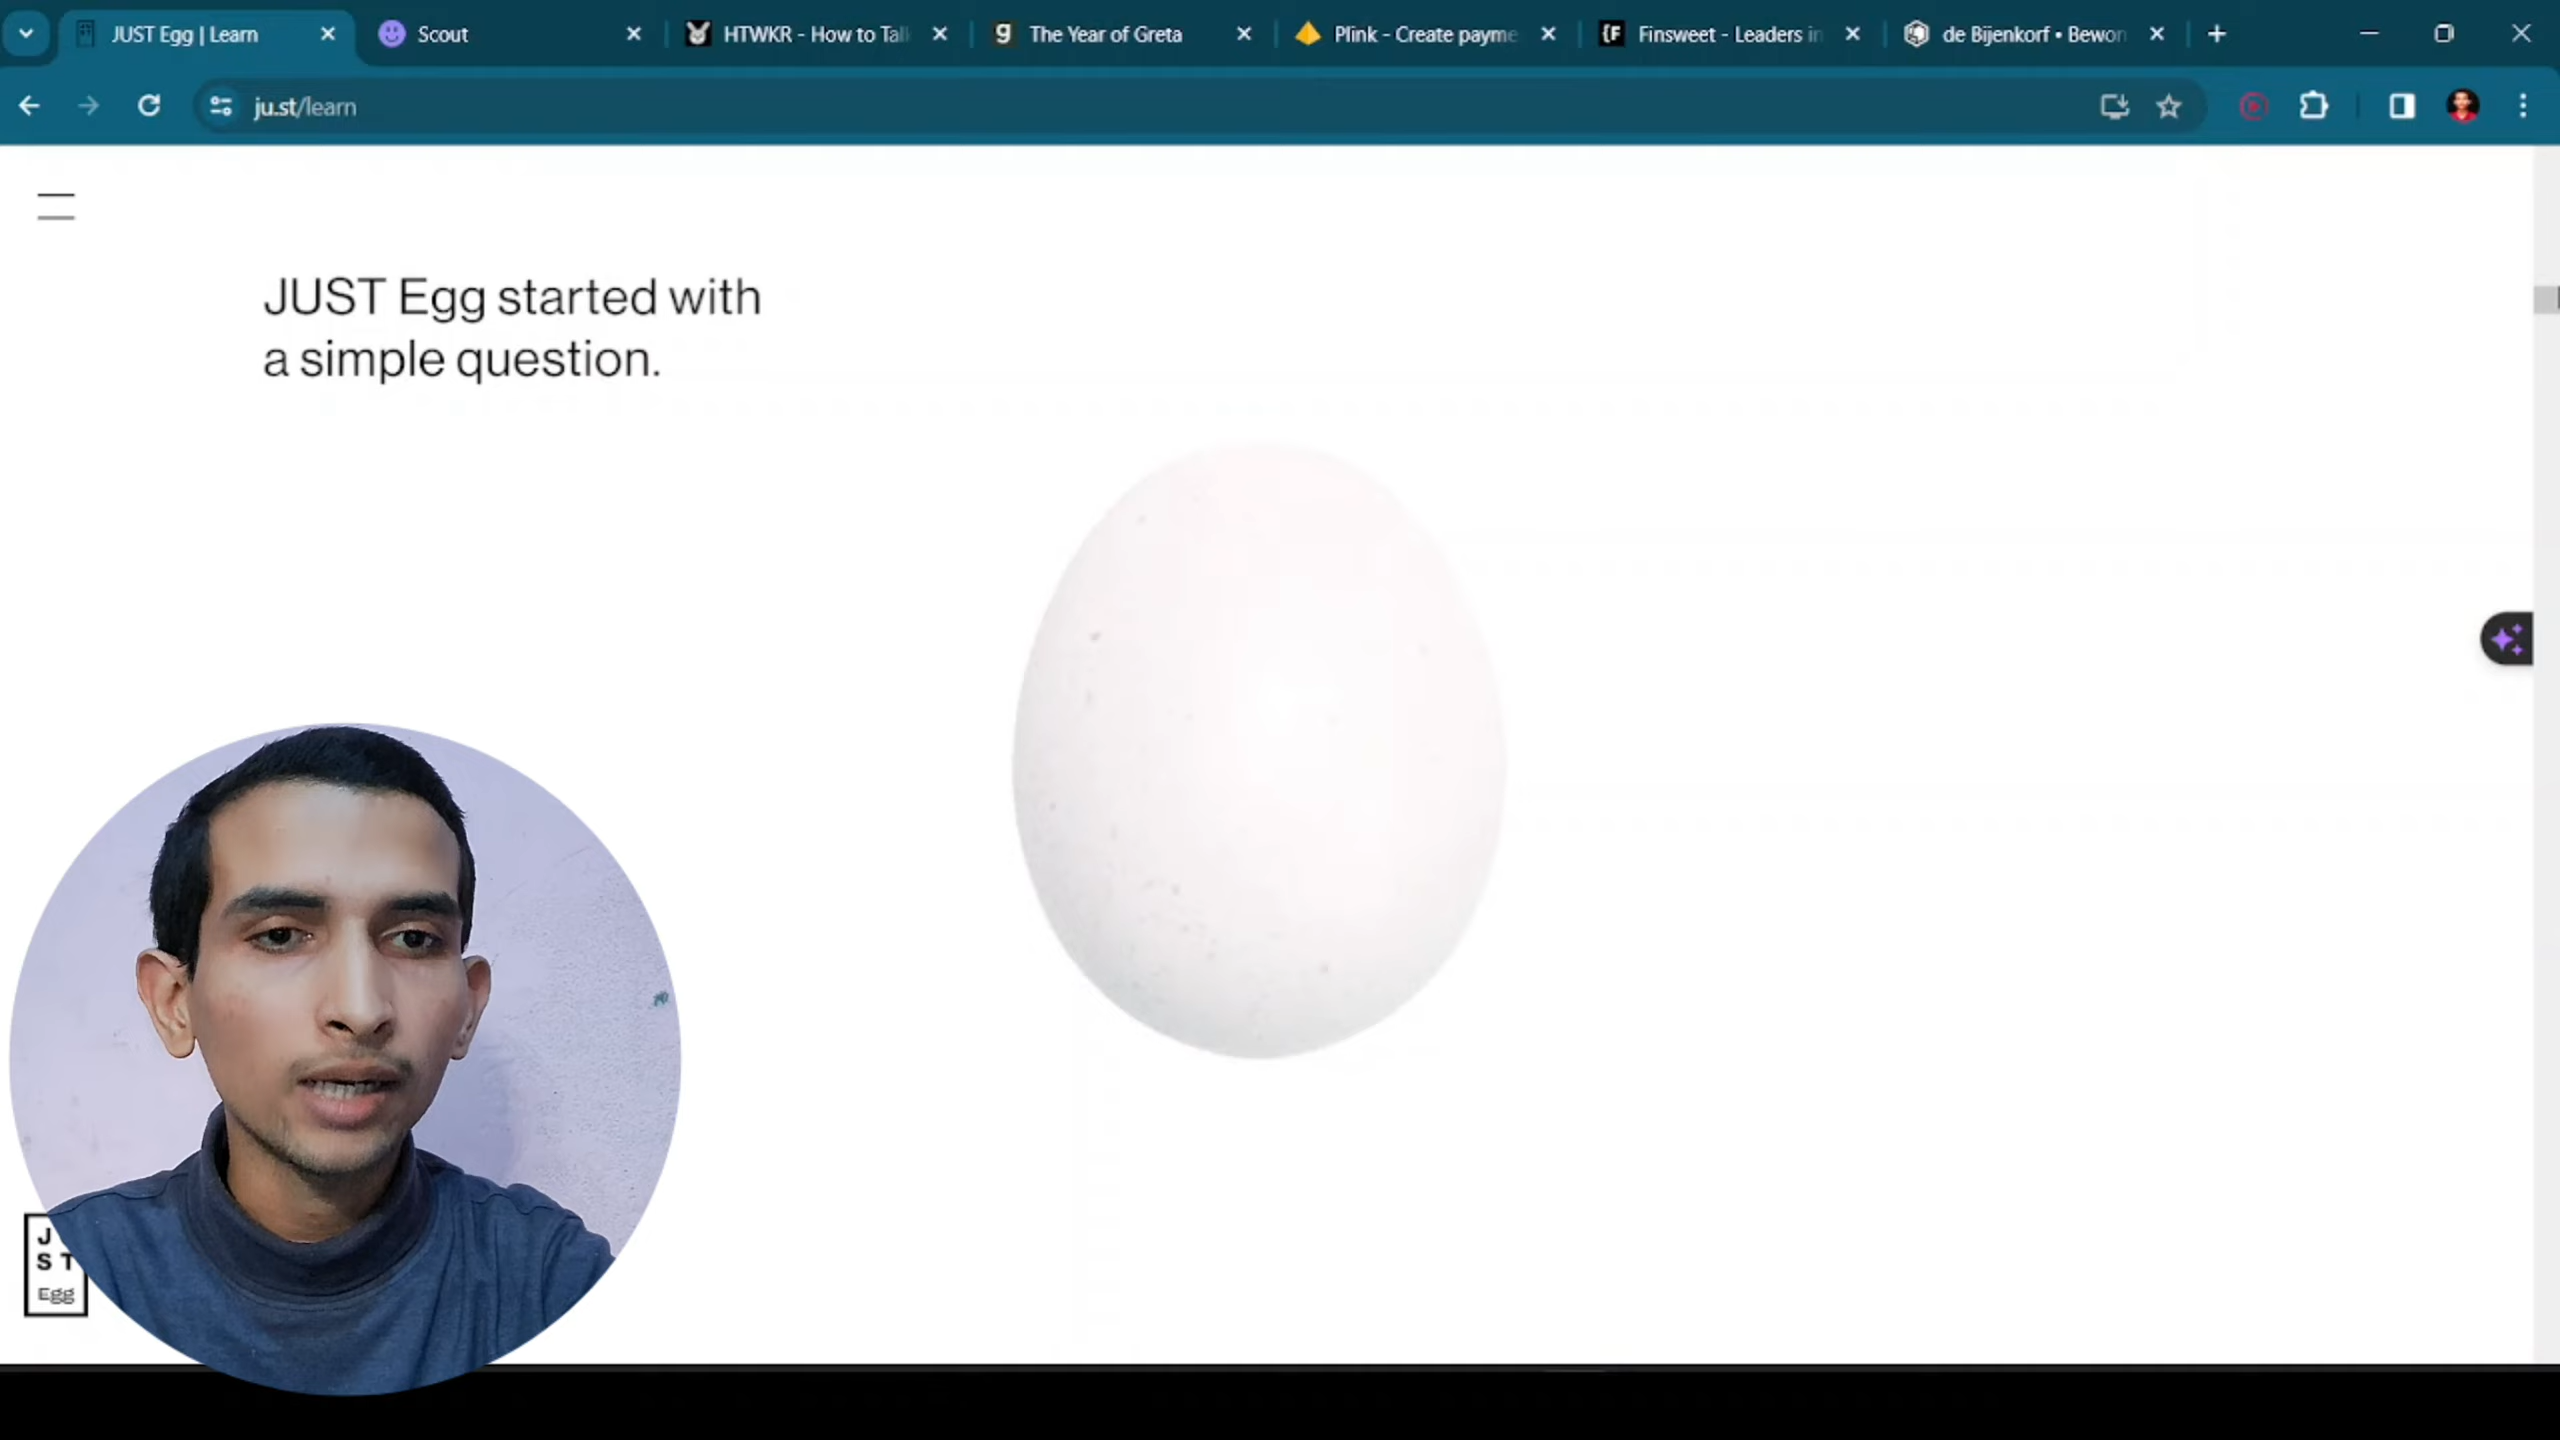 JUST Egg | Learn
Scout
HTWKR - How to Tal
The Year of Greta
Plink - Create payme
Finsweet - Leaders in
de Bijenkorf • Bewon
ju.st/learn
JUST Egg started with
a simple question.
J
S T
Egg